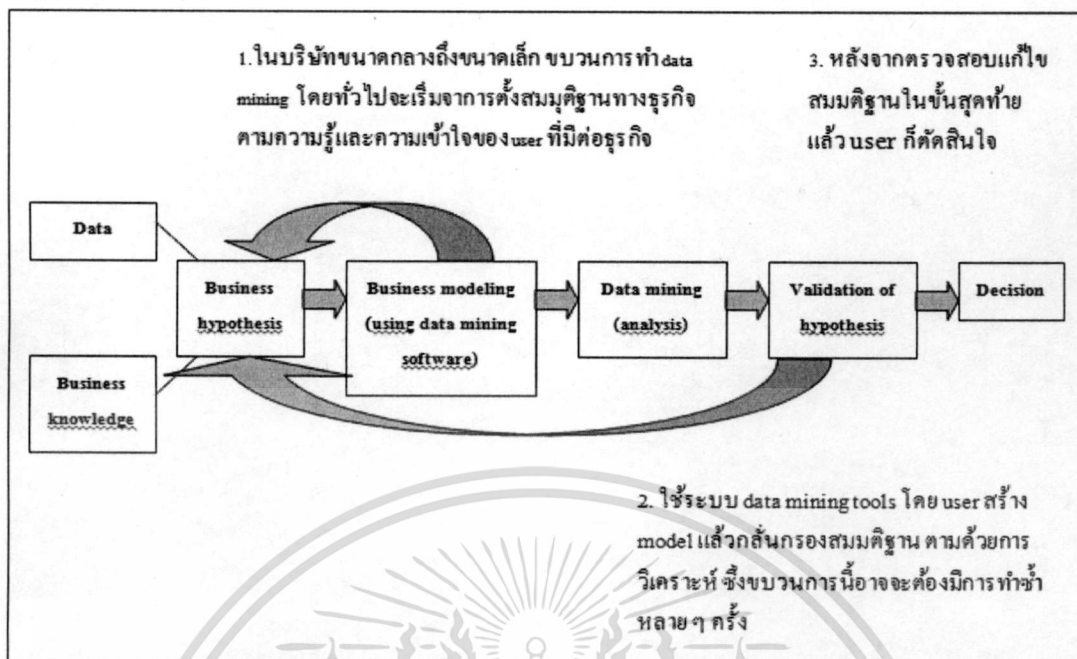 1.ในบริษัทขนาดกลางถึงขนาดเล็ก ขบวนการทำ data
mining โดยทั่วไปจะเริ่มจาการตั้งสมมุติฐานทางธุรกิจ
ตามความรู้และความเข้าใจของ user ที่มีต่อธุรกิจ
3. หลังจากตรวจสอบแก้ไข
สมมติฐานในขั้นสุดท้าย
แล้ว user ก็ตัดสินใจ
Data
Business
knowledge
Business
hypothesis
Business modeling
(using data mining
software)
Data mining
(analysis)
Validation of
hypothesis
Decision
2. ใช้ระบบ data mining tools โดย user สร้าง
model แล้วกลั่นกรองสมมติฐาน ตามด้วยการ
วิเคราะห์ ซึ่งขบวนการนี้อาจจะต้องมีการทำซ้ำ
หลาย ๆ ครั้ง